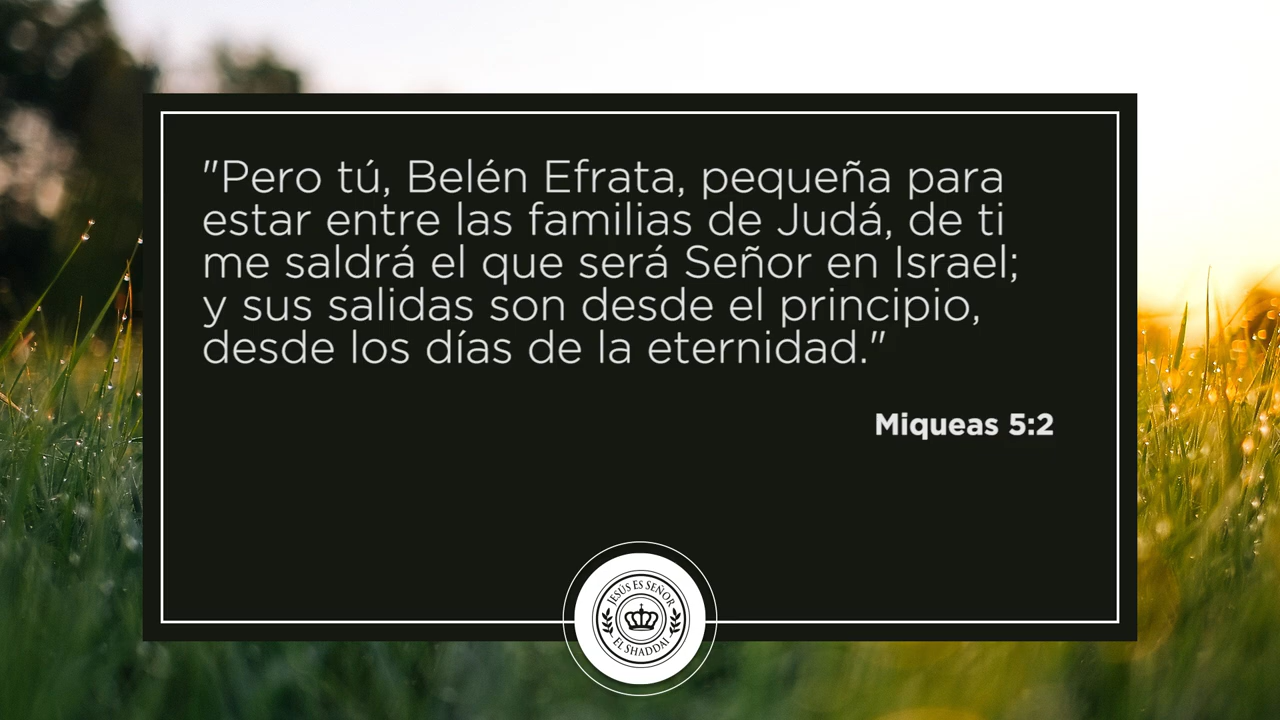 "Pero tú, Belén Efrata, pequeña para
estar entre las familias de Judá, de ti
me saldrá el que será Señor en Israel;
y sus salidas son desde el principio,
desde los días de la eternidad."
Miqueas 5:2
JESÚS ES SEÑOR
EL SHADDAI